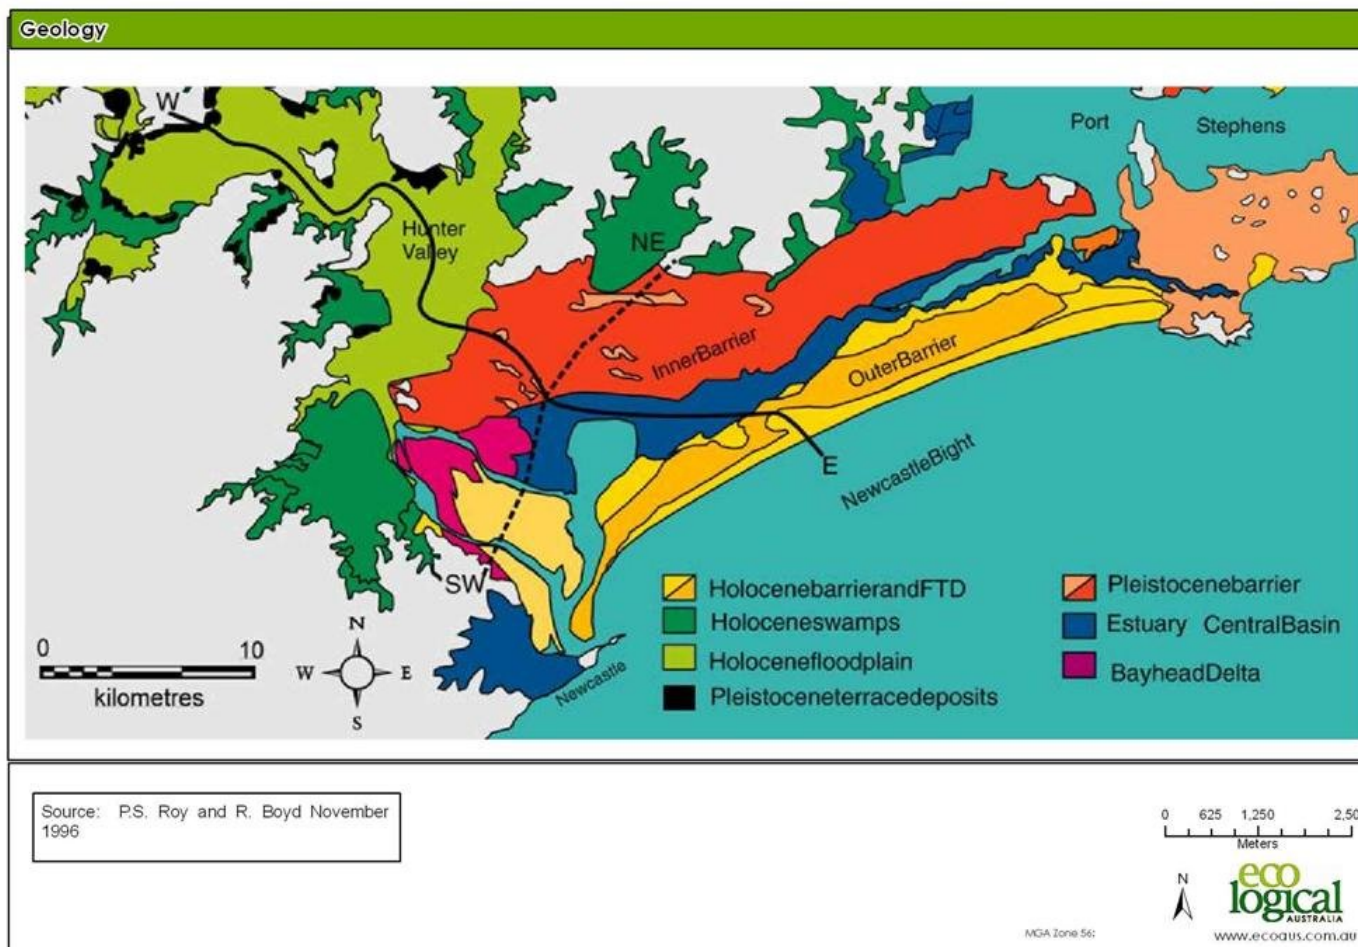 Geology
W
Port
Stephens
Hunter
Valley
NE
InnerBarrier
OuterBarrier
E
NewcastleBight
SW
Newcastle
HolocenebarrierandFTD
Holoceneswamps
Holocenefloodplain
Pleistoceneterracedeposits
Pleistocenebarrier
Estuary CentralBasin
BayheadDelta
0 10
kilometres
N
W E
S
Source: P.S. Roy and R. Boyd November
1996
0 625 1,250 2,50
Meters
N
eco
logical
AUSTRALIA
www.ecoaus.com.au
MGA Zone 56;